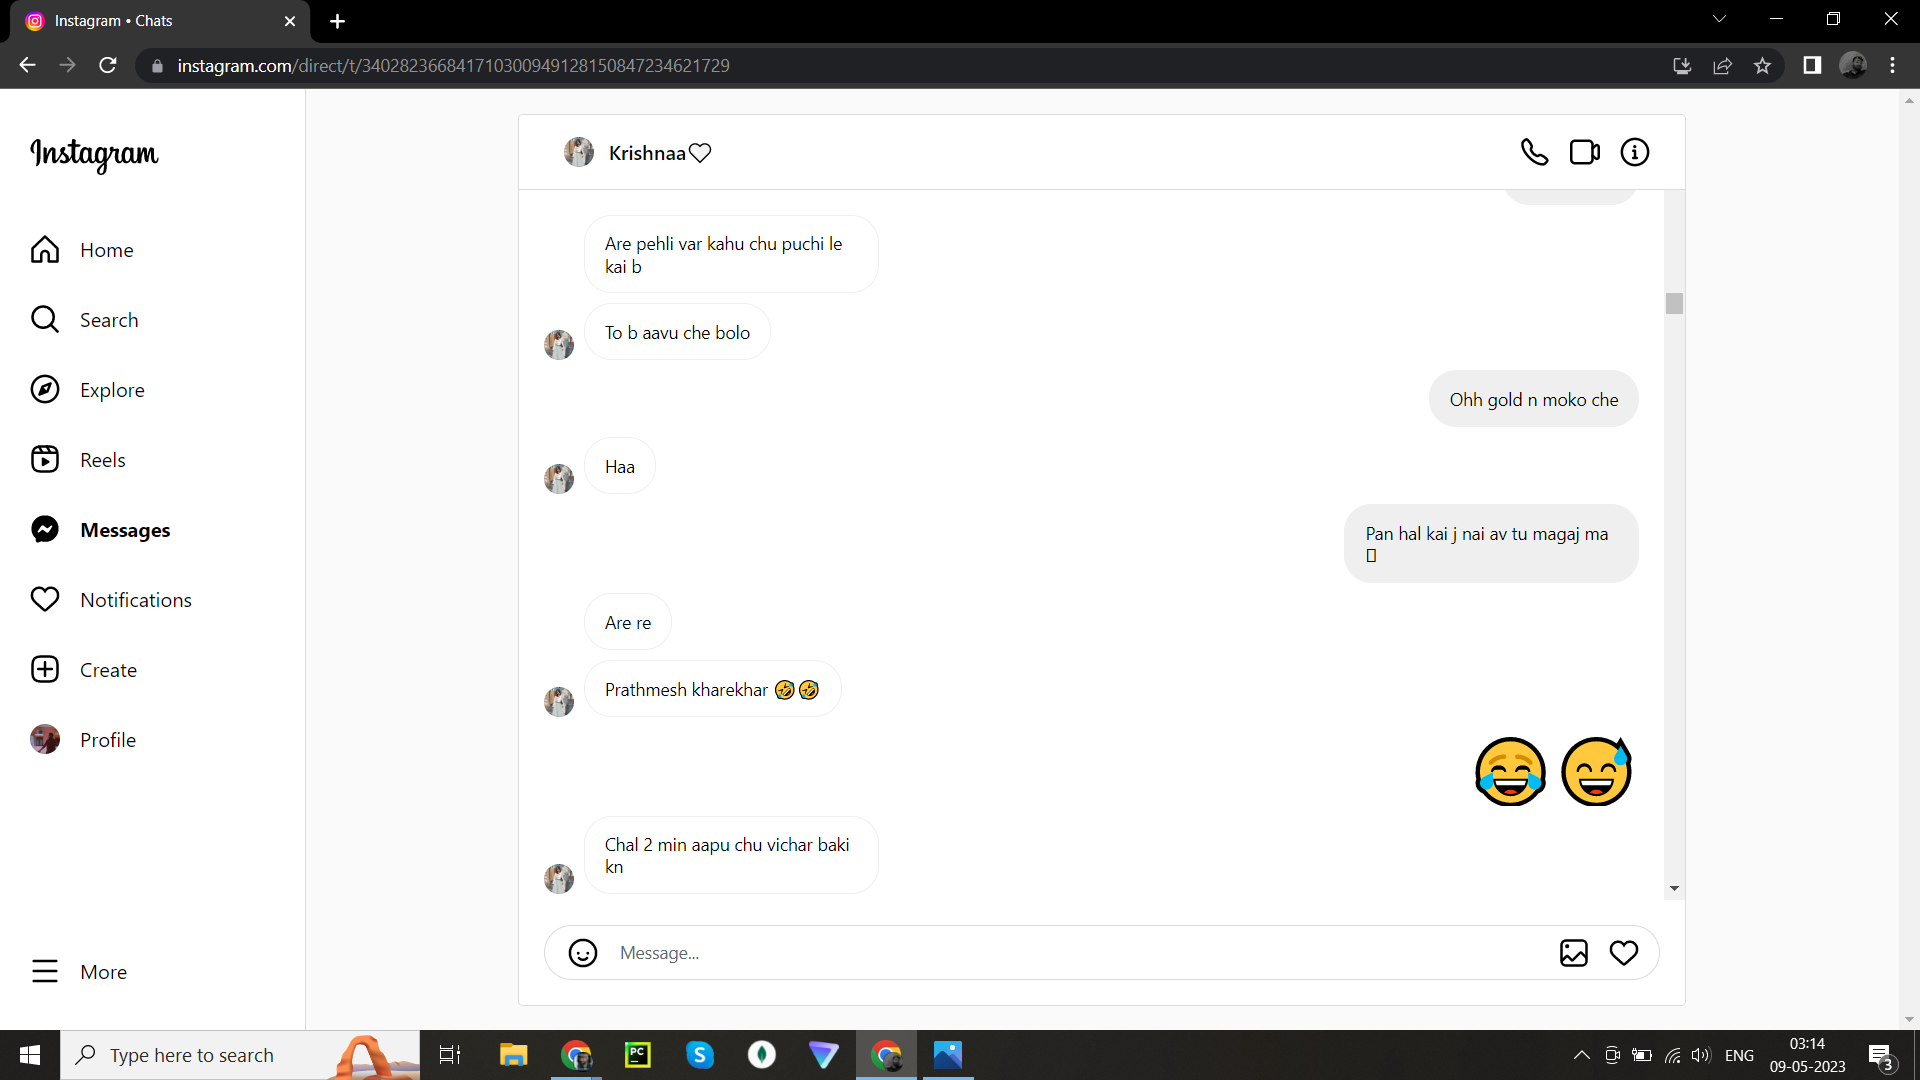 Instagram • Chats
instagram.com/direct/t/340282366841710300949128150847234621729
Instagram
Krishnaa♡
Home
Search
Explore
Reels
Messages
Notifications
Create
Profile
More
Are pehli var kahu chu puchi le
kai b
To b aavu che bolo
Ohh gold n moko che
Haa
Pan hal kai j nai av tu magaj ma
▯
Are re
Prathmesh kharekhar 🤣🤣
😂😅
Chal 2 min aapu chu vichar baki
kn
Message...
Type here to search
PC
S
ENG
03:14
09-05-2023
3